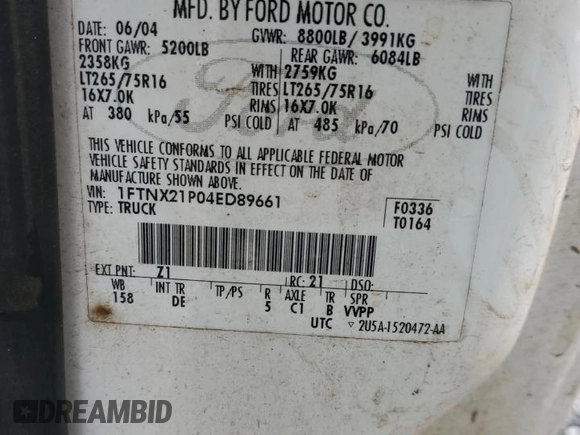 MFD. BY FORD MOTOR CO.
DATE: 06/04 GVWR: 8800LB/ 3991KG
FRONT GAWR: 5200LB REAR GAWR: 6084LB
2358KG WITH 2759KG WITH
LT265/75R16 TIRES LT265/75R16 TIRES
16X7.0K RIMS 16X7.0K RIMS
AT 380 kPa/55 PSI COLD AT 485 kPa/70 PSI COLD
Ford
THIS VEHICLE CONFORMS TO ALL APPLICABLE FEDERAL MOTOR
VEHICLE SAFETY STANDARDS IN EFFECT ON THE DATE OF
MANUFACTURE SHOWN ABOVE.
VIN: 1FTNX21P04ED89661 F0336
TYPE: TRUCK T0164
EXT PNT: Z1 RC: 21 DSO:
WB INT TR TP/PS R AXLE TR SPR
158 DE 5 C1 B VVPP
UTC ▽ 2U5A-1520472-AA
DREAMBID